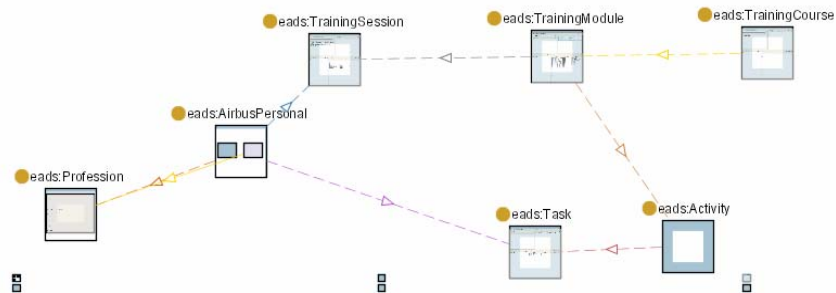 eads:TrainingSession
eads:TrainingModule
eads:TrainingCourse
eads:AirbusPersonal
eads:Profession
eads:Task
eads:Activity